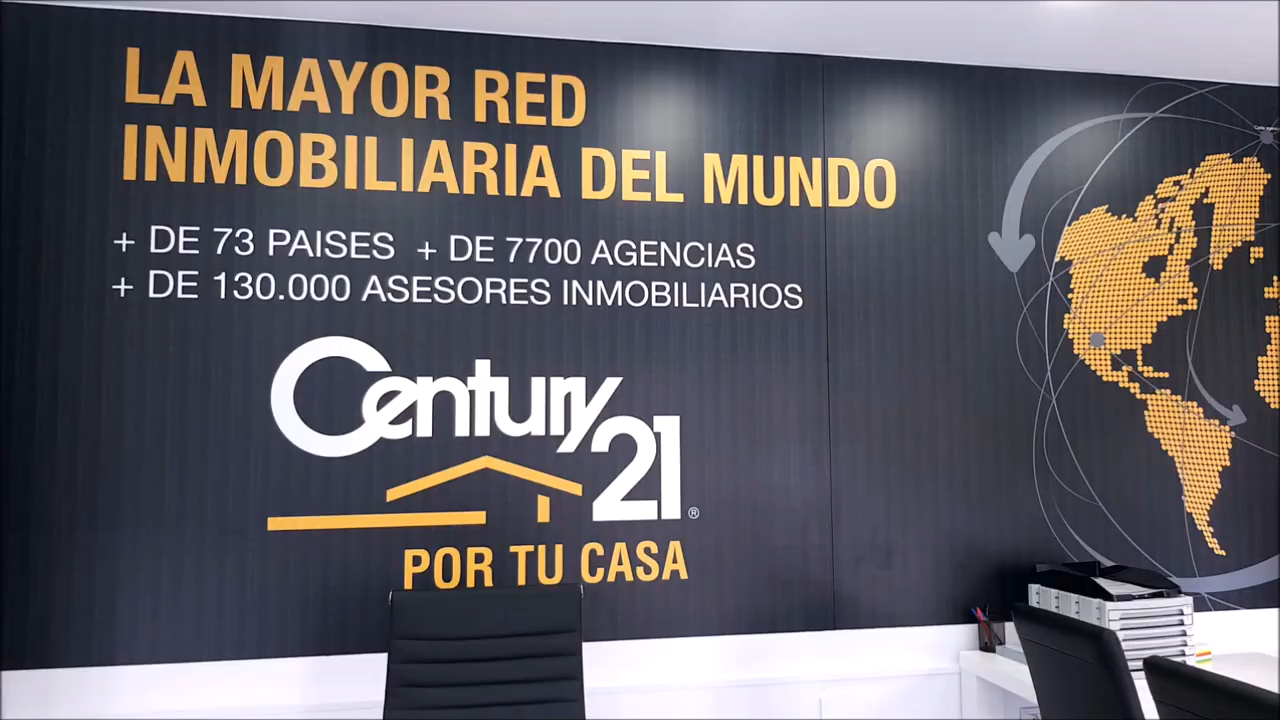 LA MAYOR RED
INMOBILIARIA DEL MUNDO
+ DE 73 PAISES + DE 7700 AGENCIAS
+ DE 130.000 ASESORES INMOBILIARIOS
Century
21®
POR TU CASA